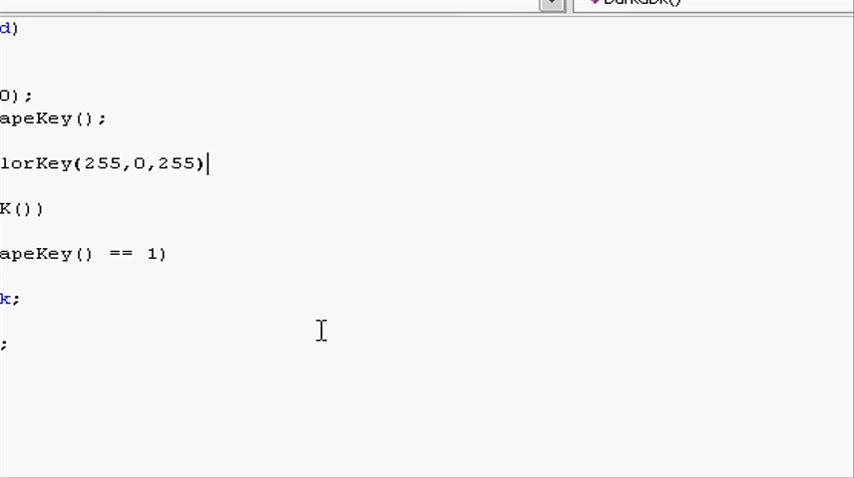 d)
0);
apeKey();
lorKey(255,0,255)
K())
apeKey() == 1)
k;
;